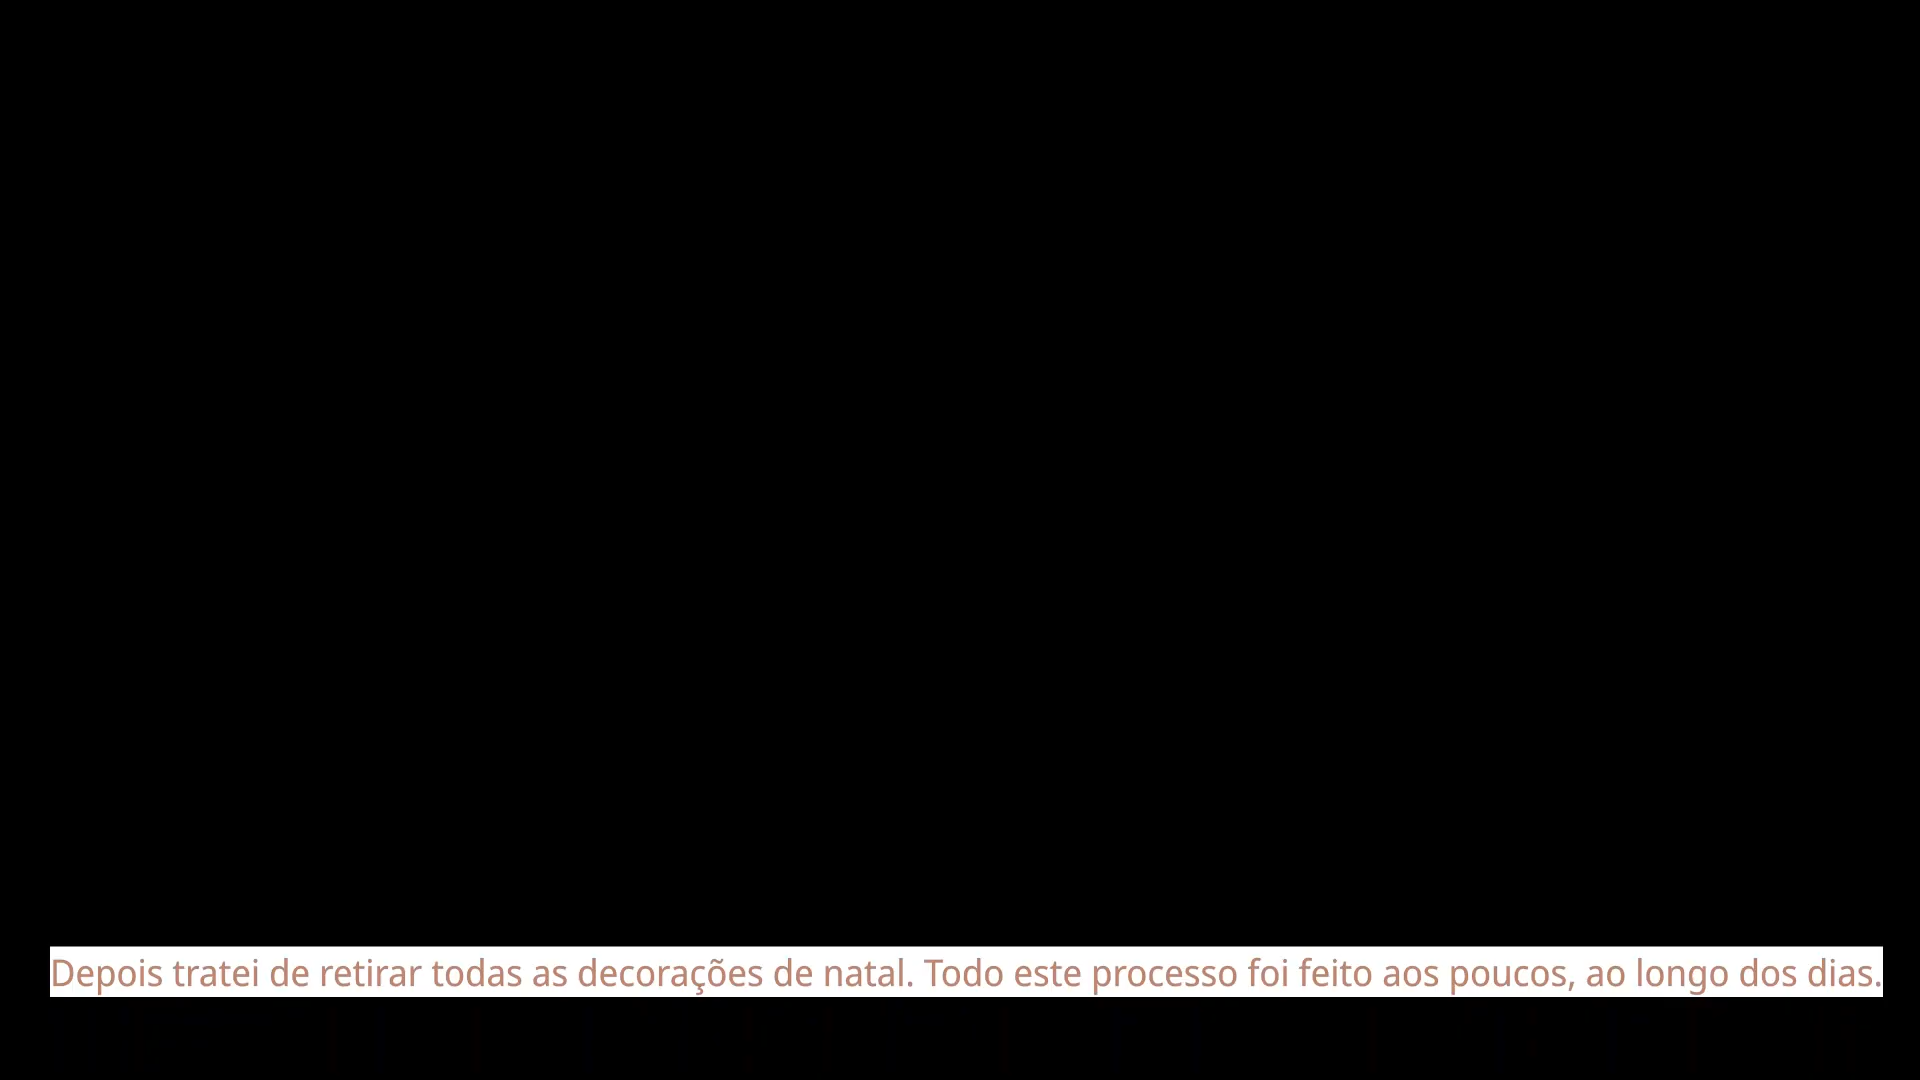 Depois tratei de retirar todas as decorações de natal. Todo este processo foi feito aos poucos, ao longo dos dias.